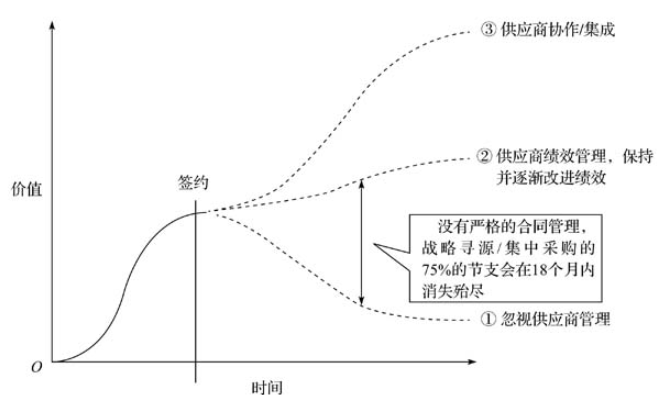 ③ 供应商协作/集成
② 供应商绩效管理，保持
并逐渐改进绩效
签约
价值
没有严格的合同管理，
战略寻源/集中采购的
75%的节支会在18个月内
消失殆尽
① 忽视供应商管理
O
时间